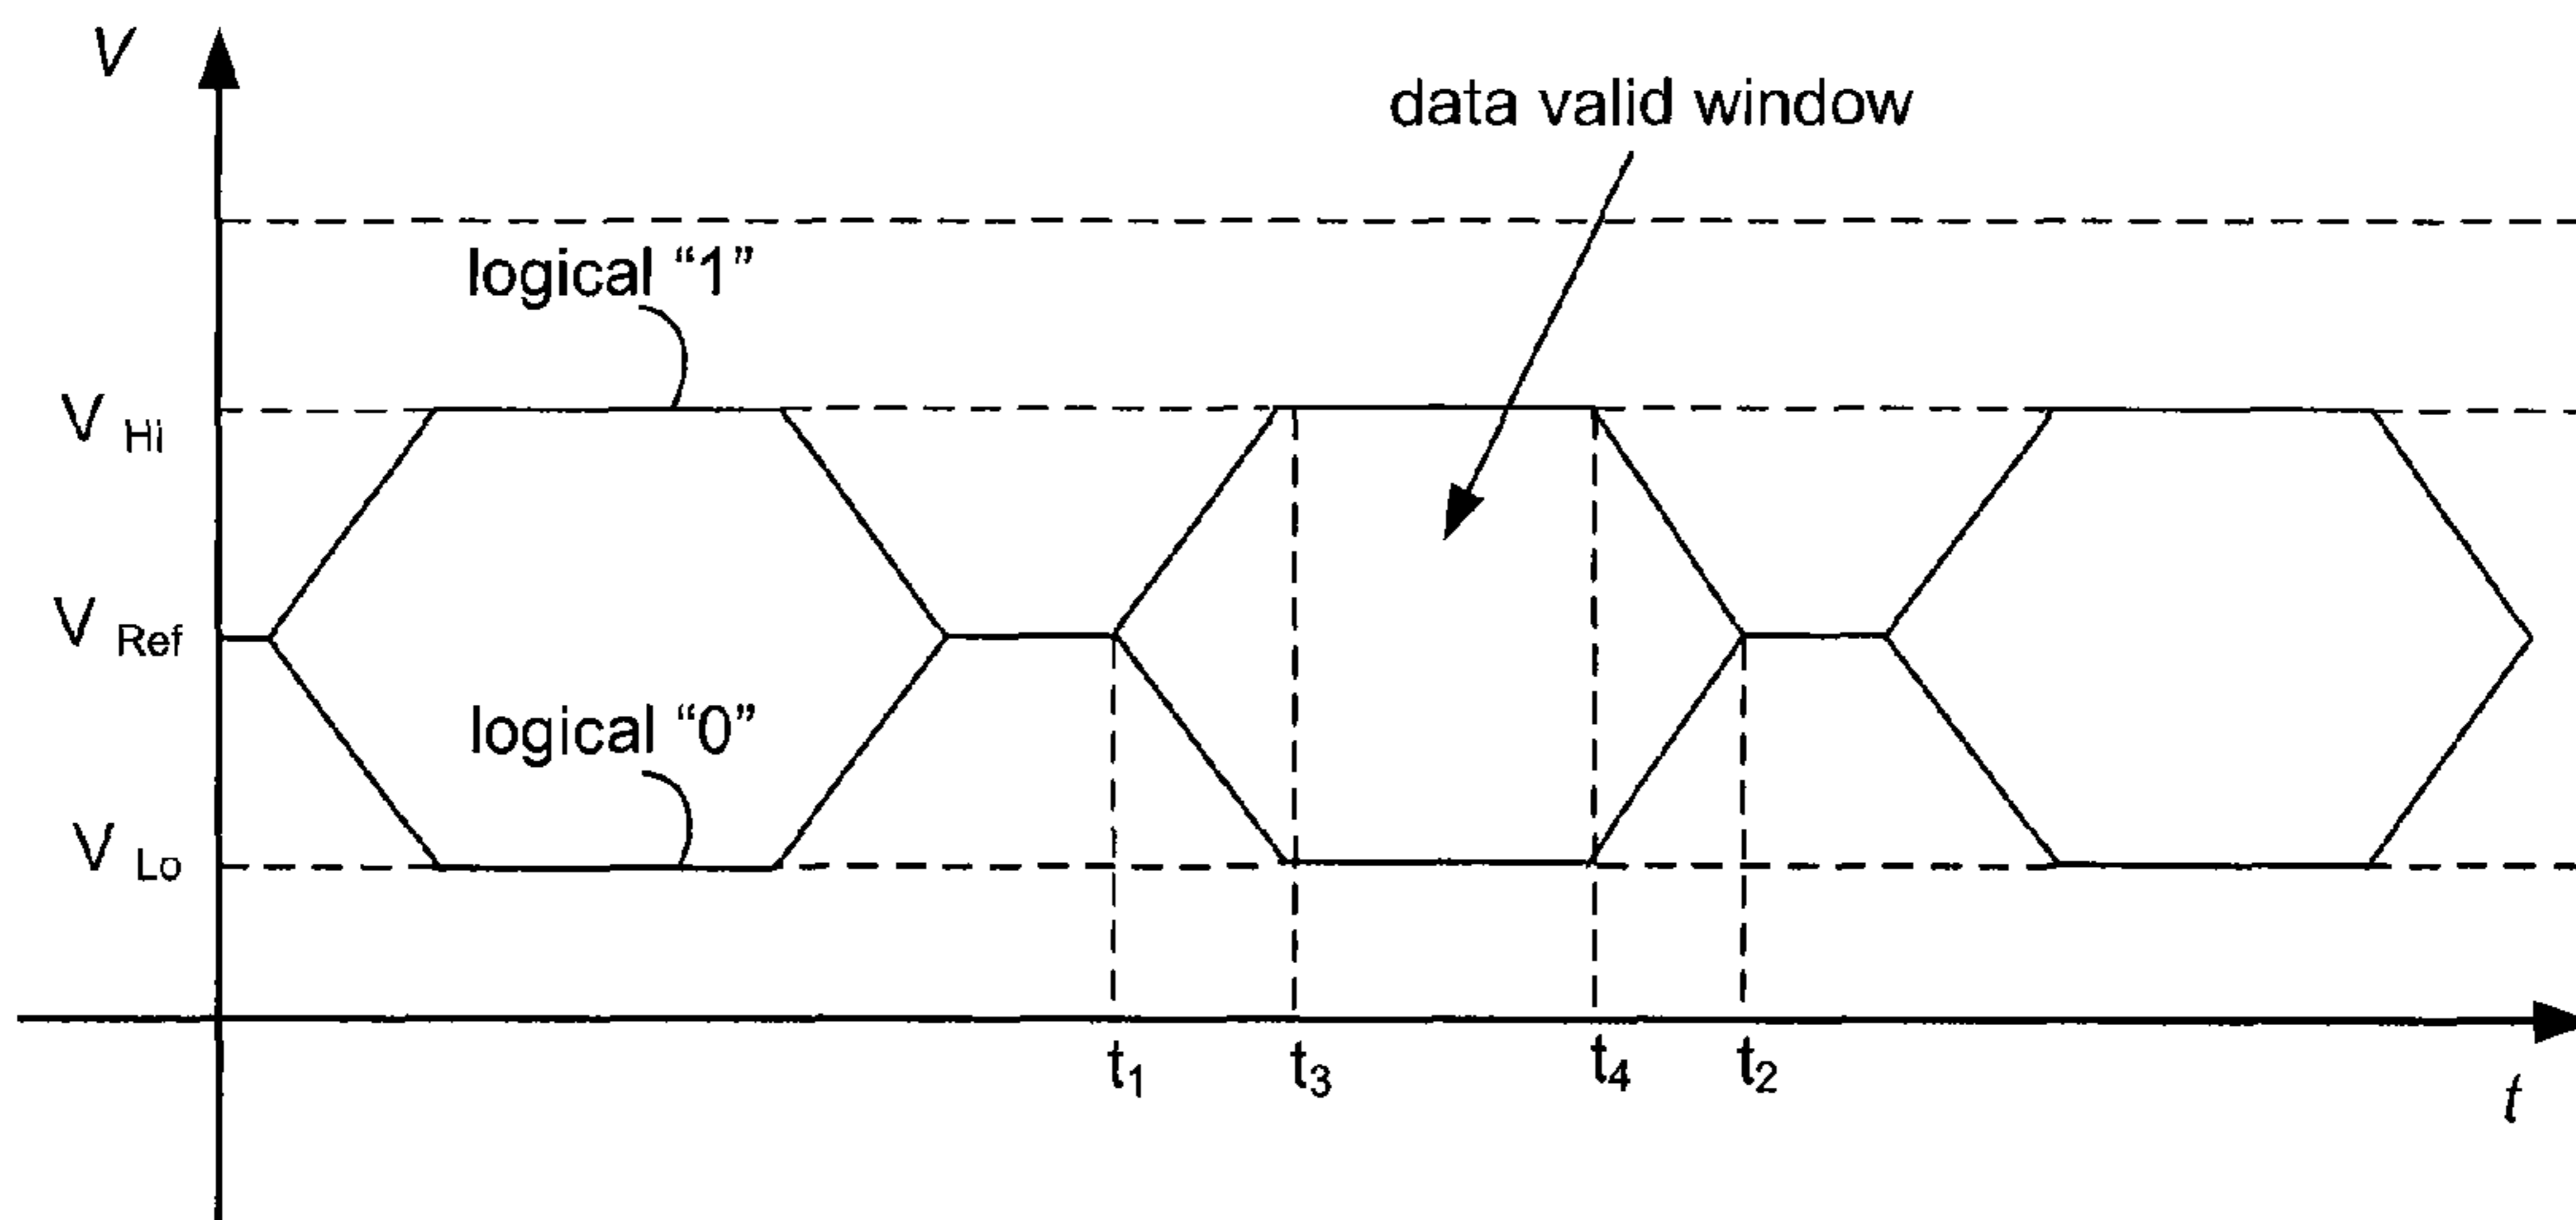 V
data valid window
logical “1”
V Hi
V Ref
logical “0”
V Lo
t1 t3 t4 t2
t